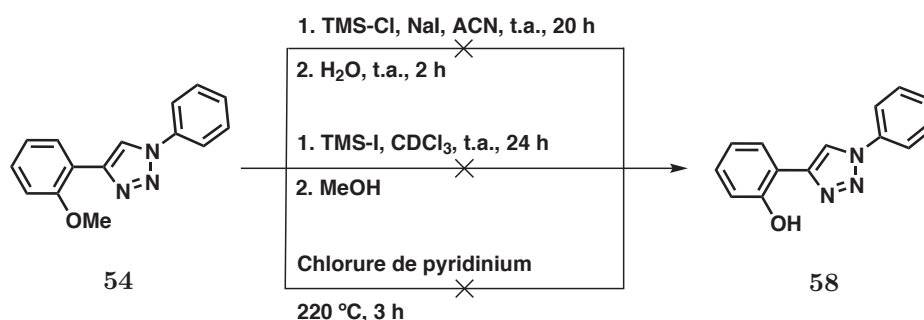 1. TMS-Cl, NaI, ACN, t.a., 20 h
2. H₂O, t.a., 2 h
1. TMS-I, CDCl₃, t.a., 24 h
2. MeOH
Chlorure de pyridinium
220 ºC, 3 h
N
N
N
OMe
54
N
N
N
OH
58